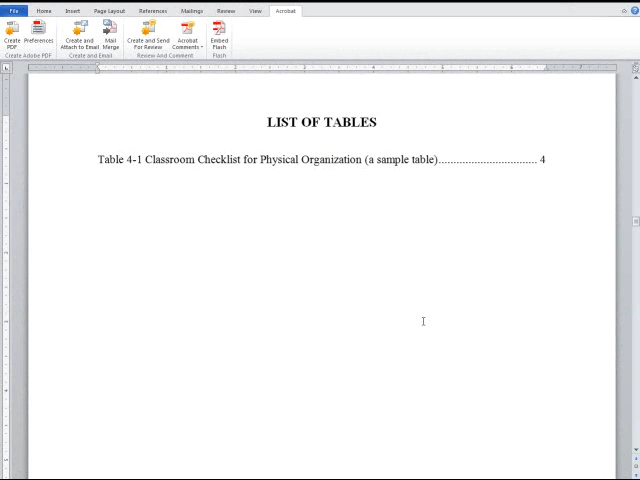 File Home Insert Page Layout References Mailings Review View Acrobat
Create PDF Preferences Create and Attach to Email Mail Merge Create and Send For Review Acrobat Comments Embed Flash
Create Adobe PDF Create and Email Review And Comment Flash
LIST OF TABLES
Table 4-1 Classroom Checklist for Physical Organization (a sample table)................................. 4